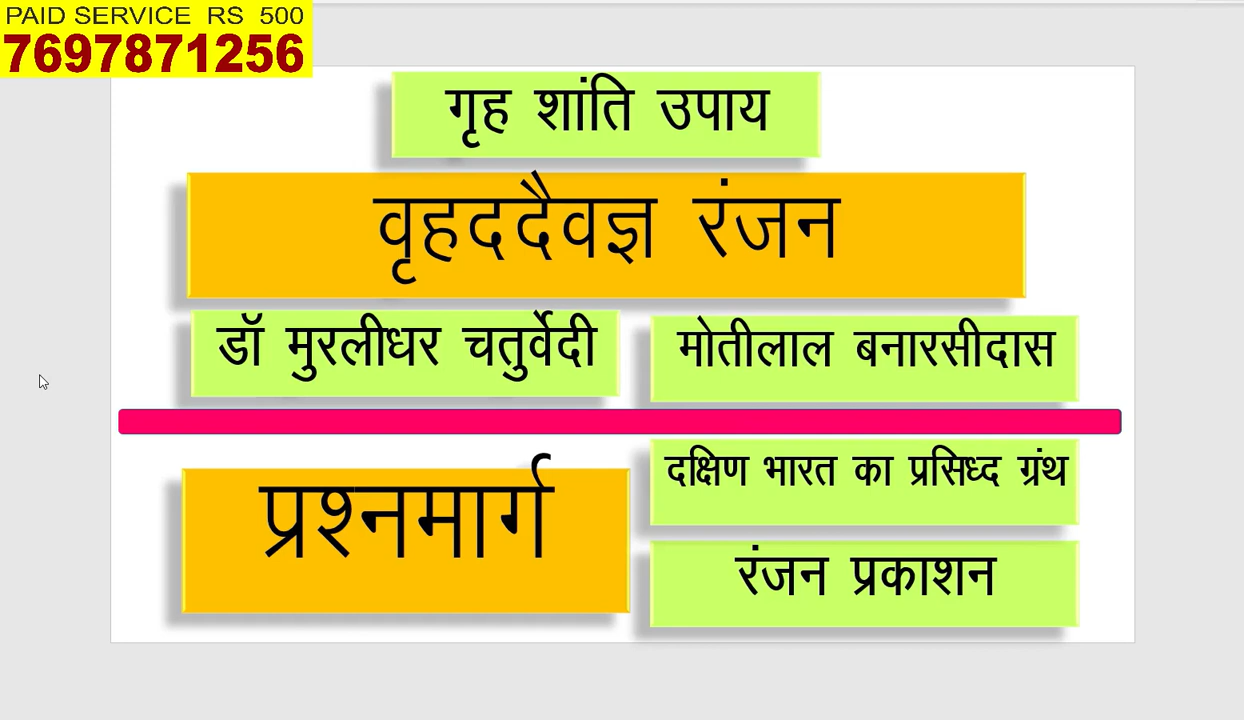 PAID SERVICE RS 500
7697871256
गृह शांति उपाय
वृहददैवज्ञ रंजन
डॉ मुरलीधर चतुर्वेदी
मोतीलाल बनारसीदास
प्रश्नमार्ग
दक्षिण भारत का प्रसिध्द ग्रंथ
रंजन प्रकाशन